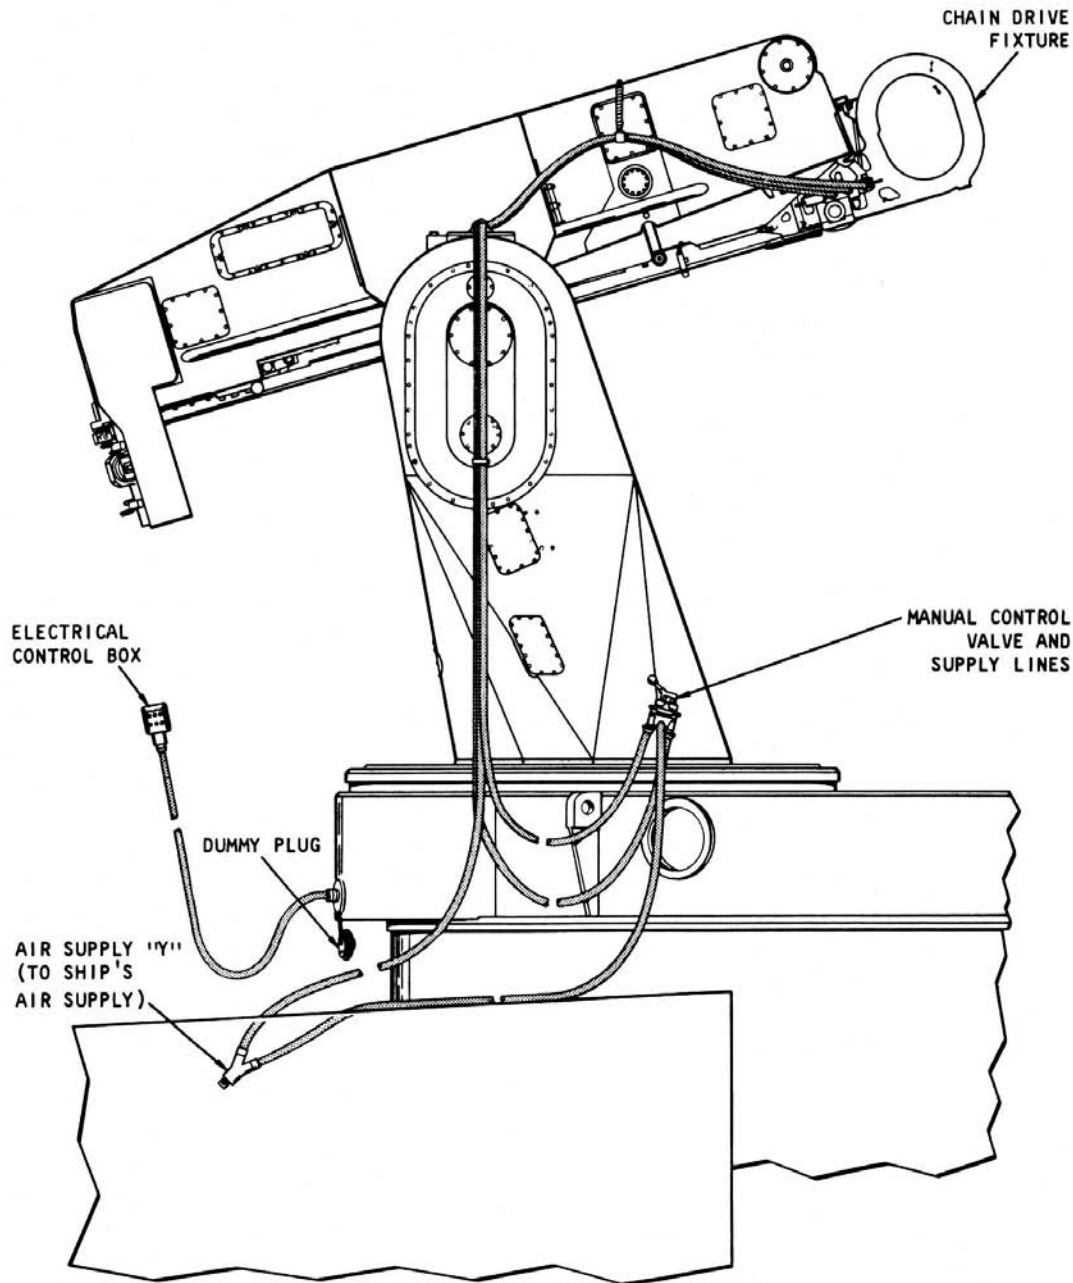 CHAIN DRIVE
FIXTURE
ELECTRICAL
CONTROL BOX
MANUAL CONTROL
VALVE AND
SUPPLY LINES
DUMMY PLUG
AIR SUPPLY "Y"
(TO SHIP'S
AIR SUPPLY)